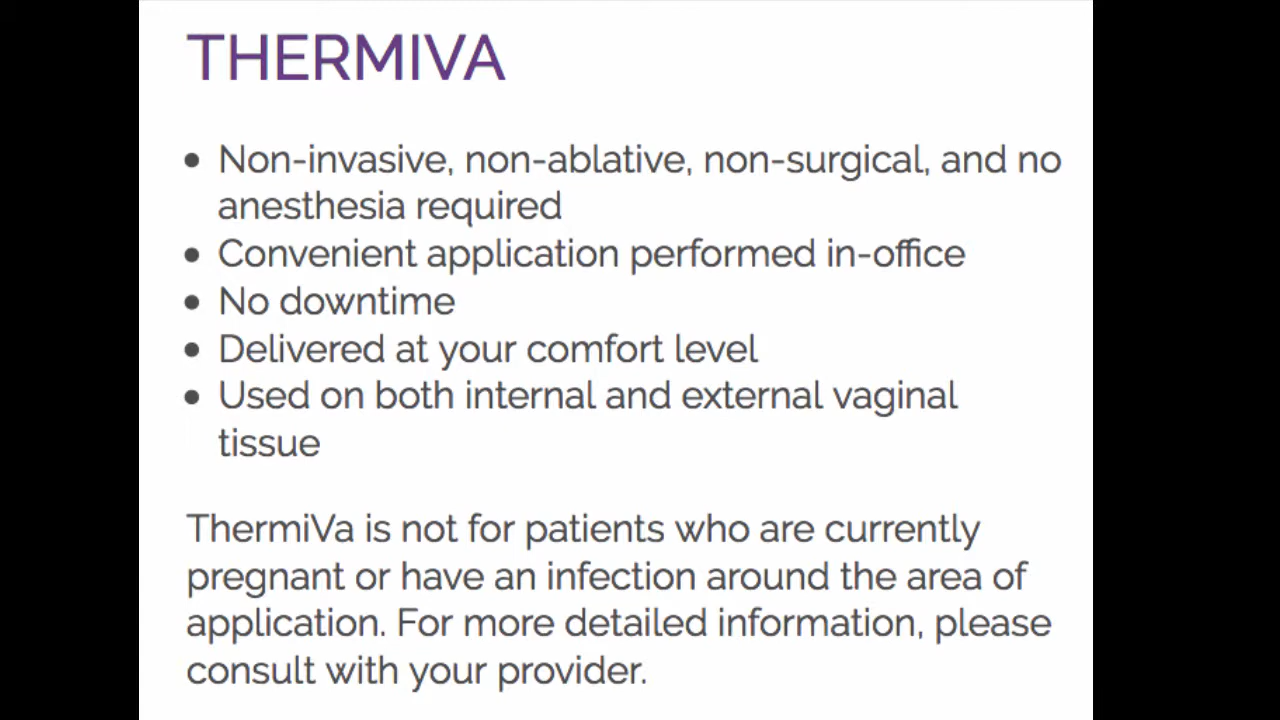 THERMIVA
• Non-invasive, non-ablative, non-surgical, and no
anesthesia required
• Convenient application performed in-office
• No downtime
• Delivered at your comfort level
• Used on both internal and external vaginal
tissue
ThermiVa is not for patients who are currently
pregnant or have an infection around the area of
application. For more detailed information, please
consult with your provider.